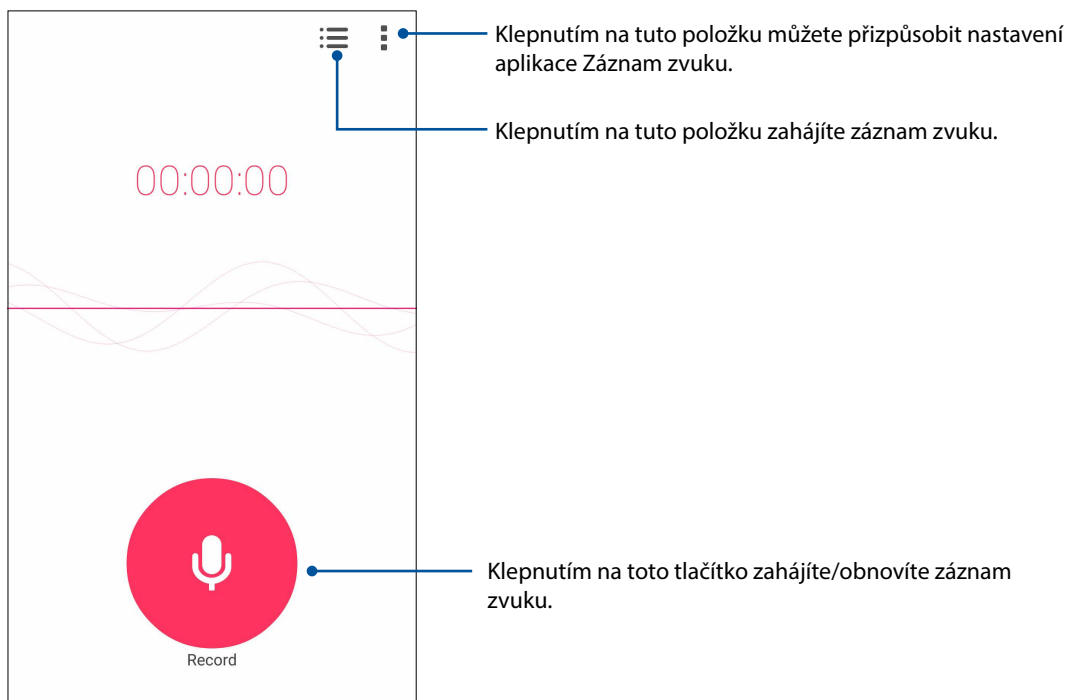 Klepnutím na tuto položku můžete přizpůsobit nastavení
aplikace Záznam zvuku.
Klepnutím na tuto položku zahájíte záznam zvuku.
00:00:00
Klepnutím na toto tlačítko zahájíte/obnovíte záznam
zvuku.
Record